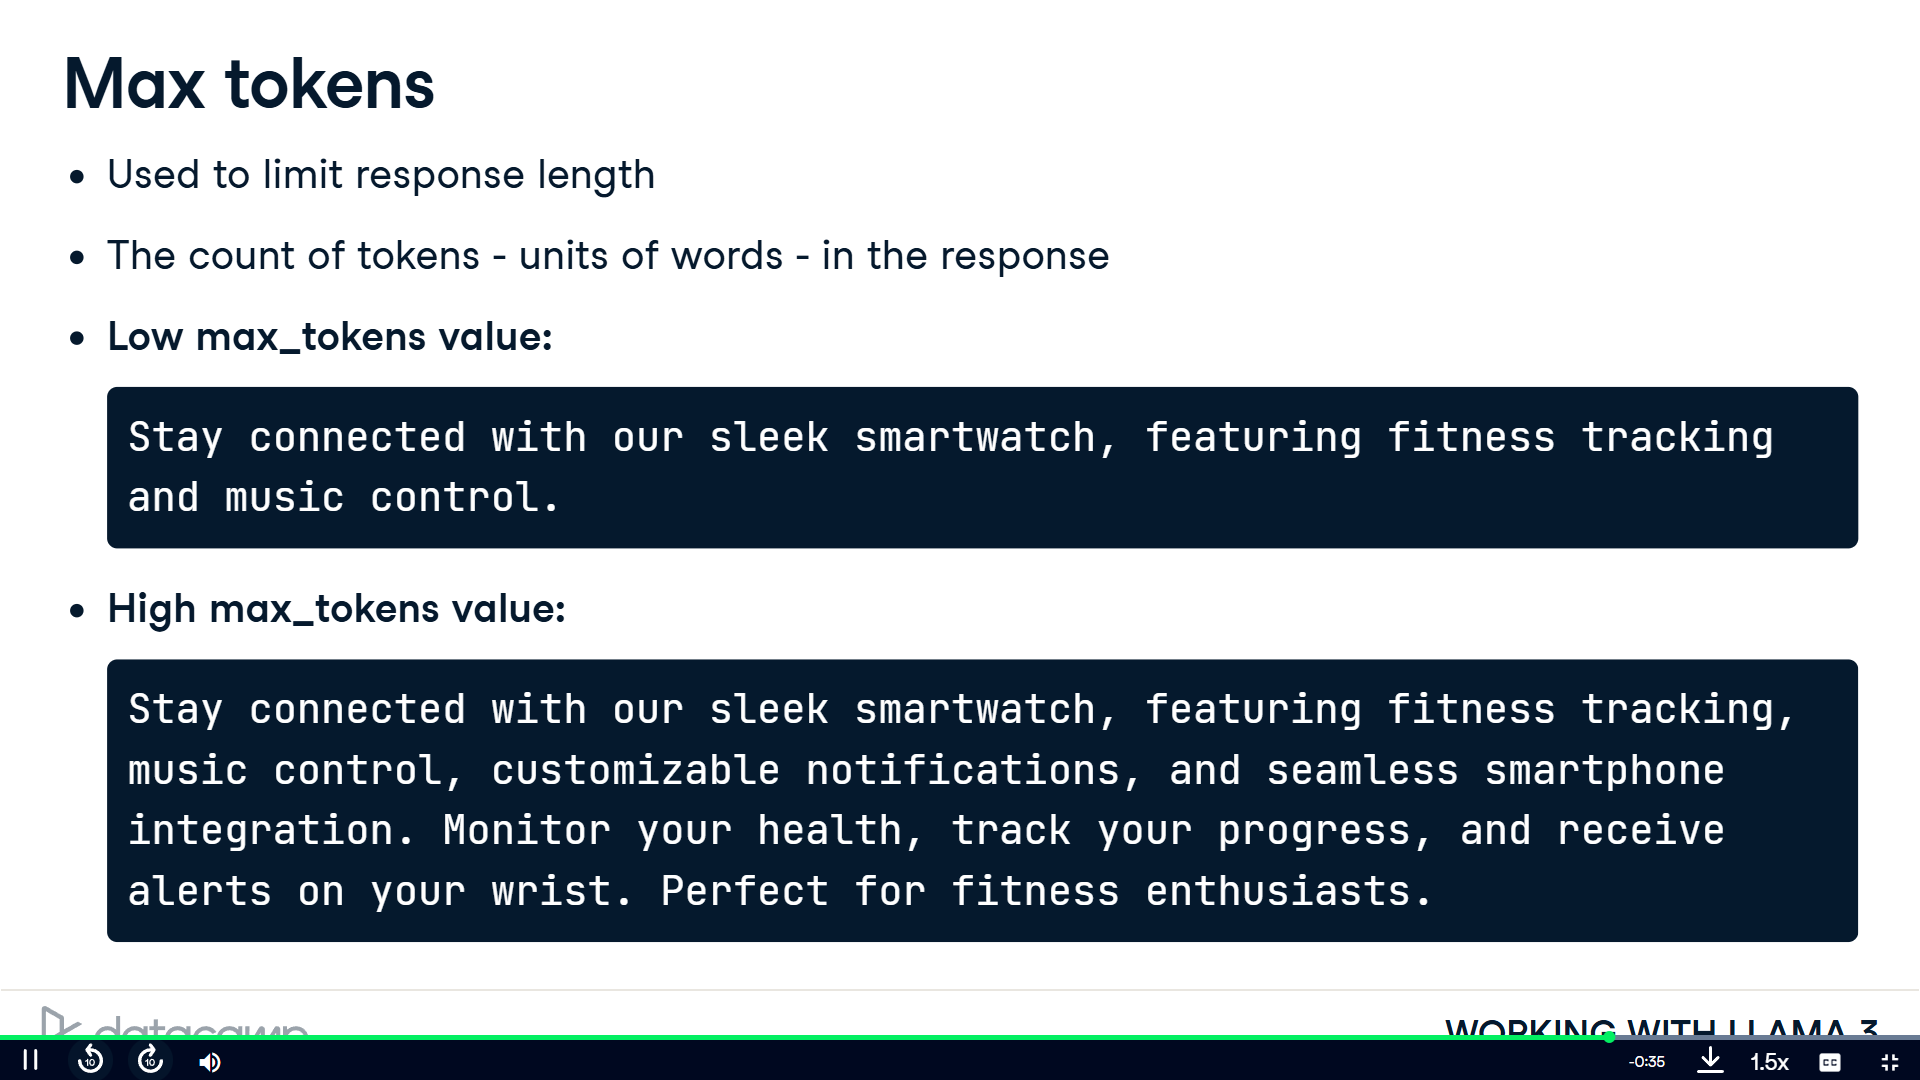 Max tokens
• Used to limit response length
• The count of tokens - units of words - in the response
• Low max_tokens value:
Stay connected with our sleek smartwatch, featuring fitness tracking
and music control.
• High max_tokens value:
Stay connected with our sleek smartwatch, featuring fitness tracking,
music control, customizable notifications, and seamless smartphone
integration. Monitor your health, track your progress, and receive
alerts on your wrist. Perfect for fitness enthusiasts.
datacamp
WORKING WITH LLAMA 3
10
10
-0:35
1.5x
CC